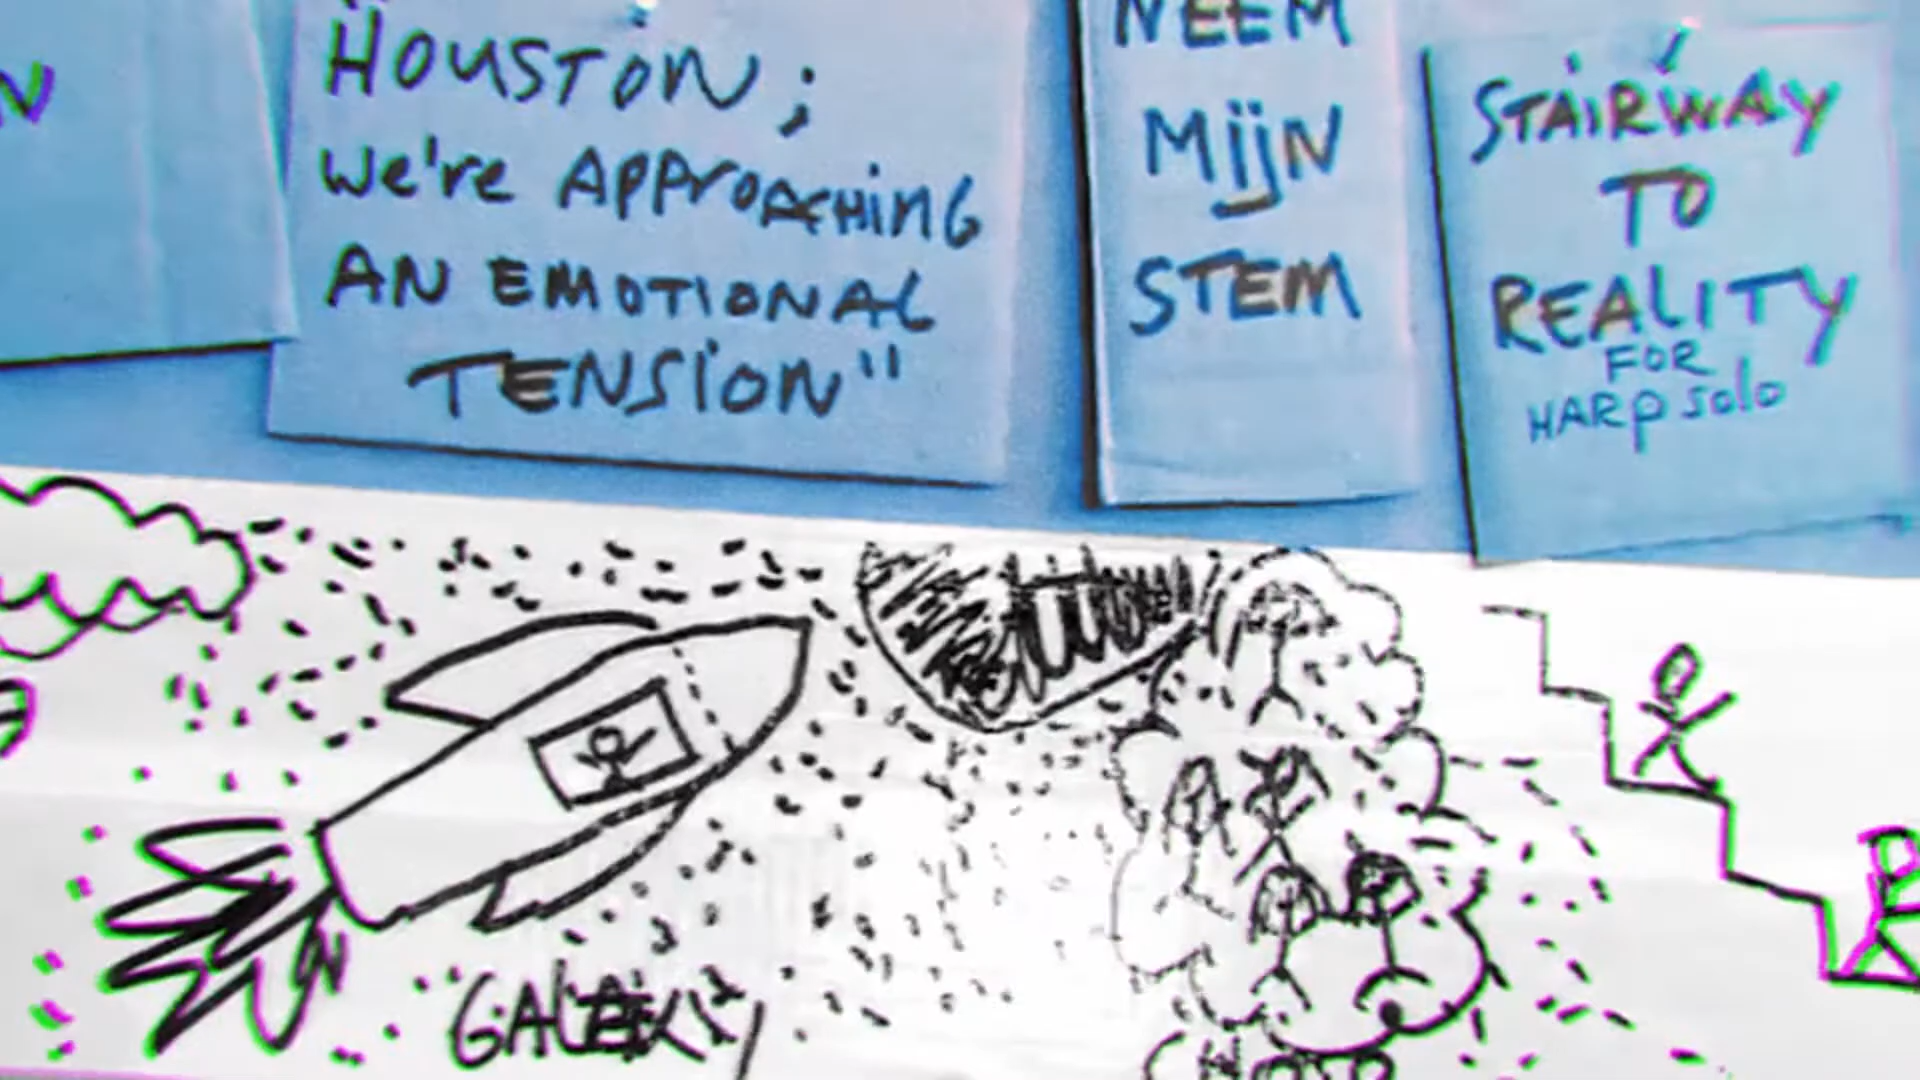 N
HOUSTON;
We're APPrOACHiNG
AN EMOTIONAL
TENSiON"
NEEM
MijN
STEM
STAiRWAY
TO
REALITY
FOR
HARp solo